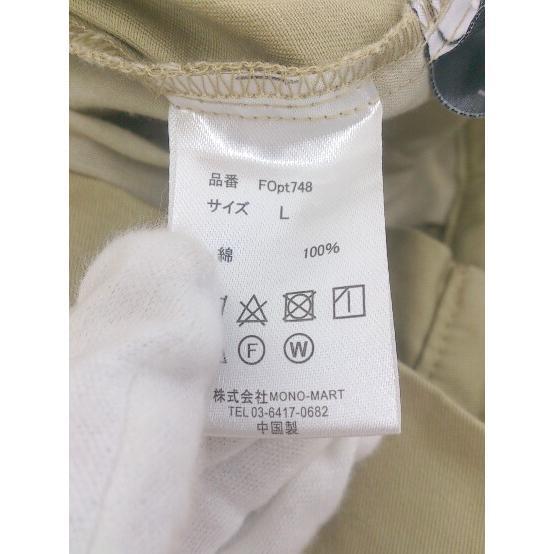 品番 FOpt748
サイズ L
綿 100%
F W
株式会社MONO-MART
TEL 03-6417-0682
中国製